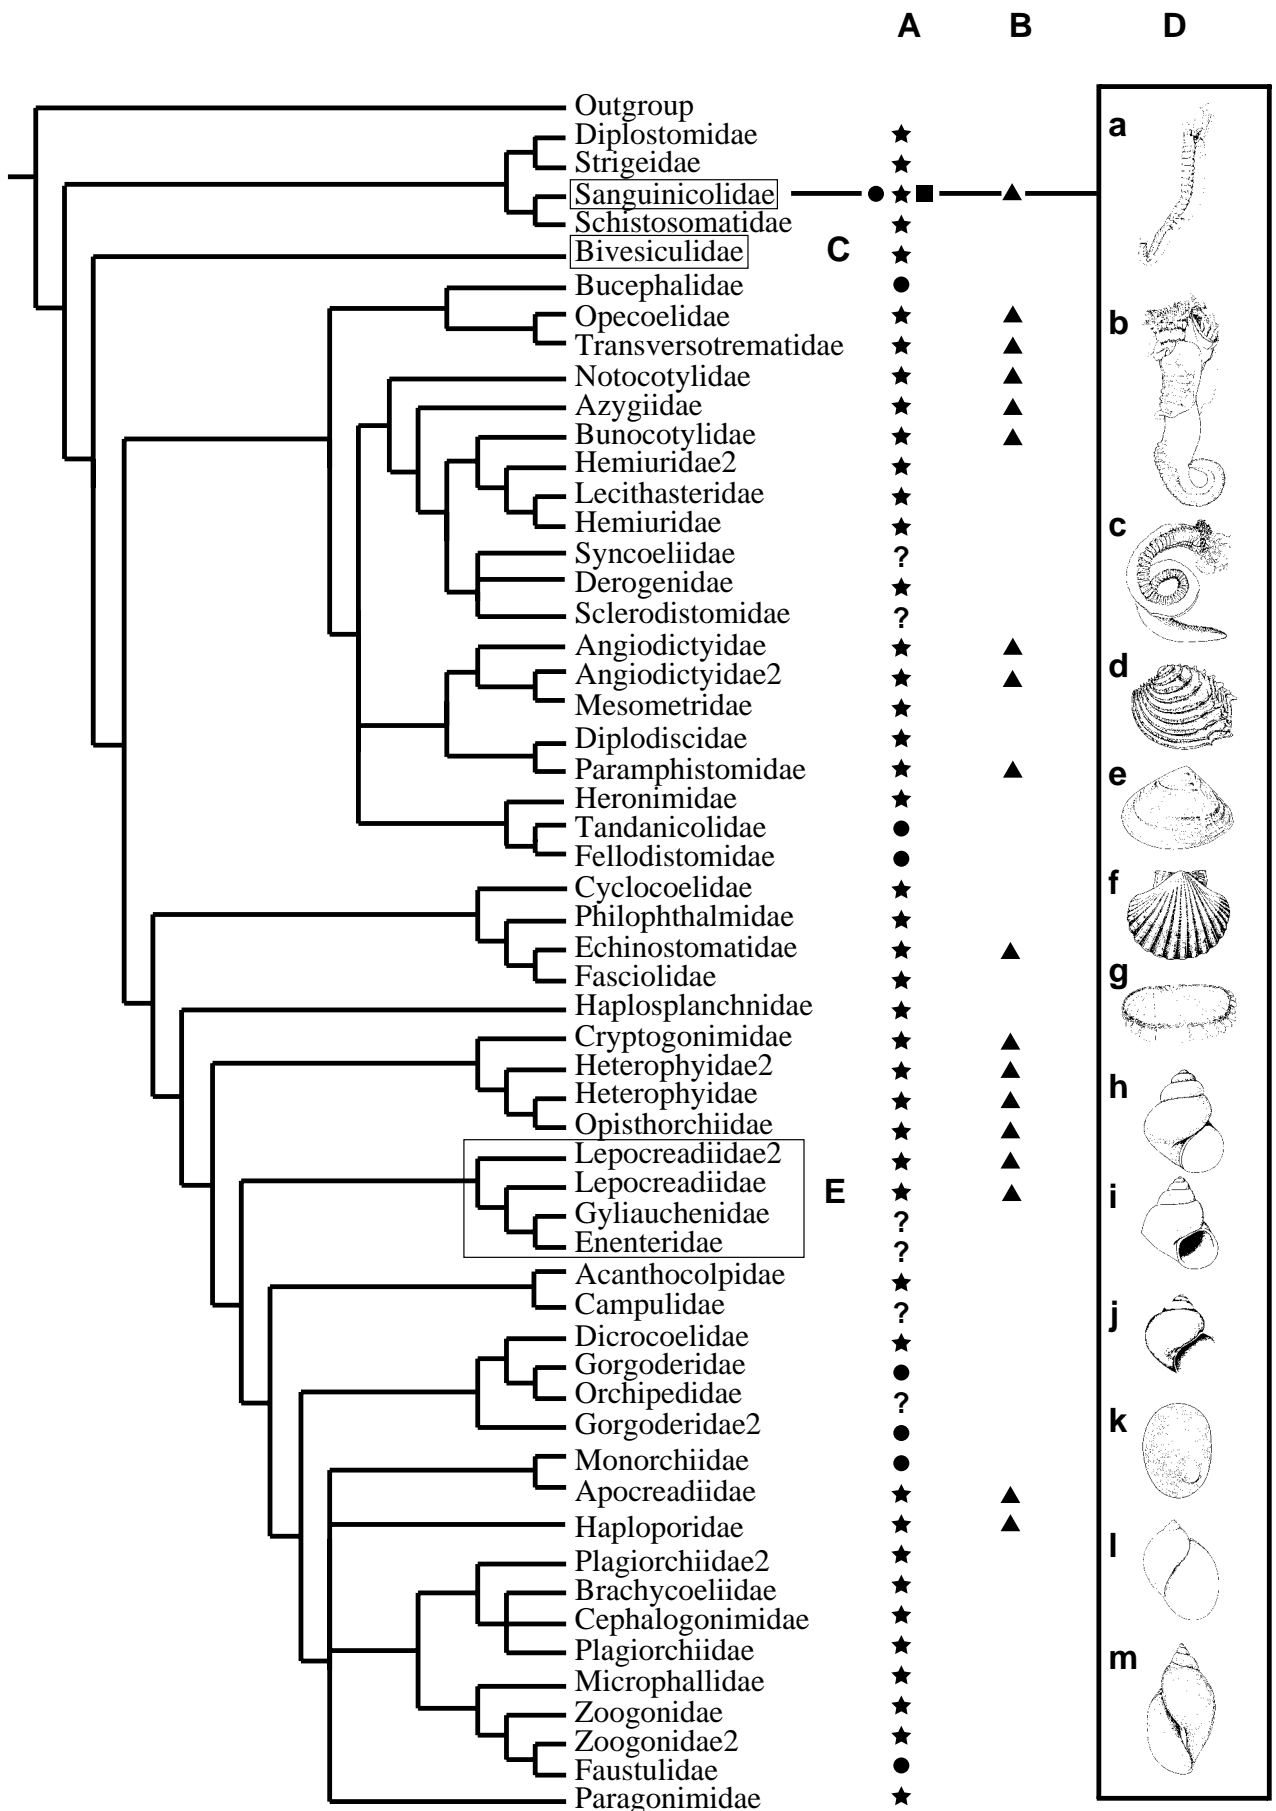 A B D
Outgroup
Diplostomidae
Strigeidae
Sanguinicolidae
Schistosomatidae
Bivesiculidae C
Bucephalidae
Opecoelidae
Transversotrematidae
Notocotylidae
Azygiidae
Bunocotylidae
Hemiuridae2
Lecithasteridae
Hemiuridae
Syncoeliidae ?
Derogenidae
Sclerodistomidae ?
Angiodictyidae
Angiodictyidae2
Mesometridae
Diplodiscidae
Paramphistomidae
Heronimidae
Tandanicolidae
Fellodistomidae
Cyclocoelidae
Philophthalmidae
Echinostomatidae
Fasciolidae
Haplosplanchnidae
Cryptogonimidae
Heterophyidae2
Heterophyidae
Opisthorchiidae
Lepocreadiidae2
Lepocreadiidae E
Gyliauchenidae ?
Enenteridae ?
Acanthocolpidae
Campulidae ?
Dicrocoelidae
Gorgoderidae
Orchipedidae ?
Gorgoderidae2
Monorchiidae
Apocreadiidae
Haploporidae
Plagiorchiidae2
Brachycoeliidae
Cephalogonimidae
Plagiorchiidae
Microphallidae
Zoogonidae
Zoogonidae2
Faustulidae
Paragonimidae
a
b
c
d
e
f
g
h
i
j
k
l
m